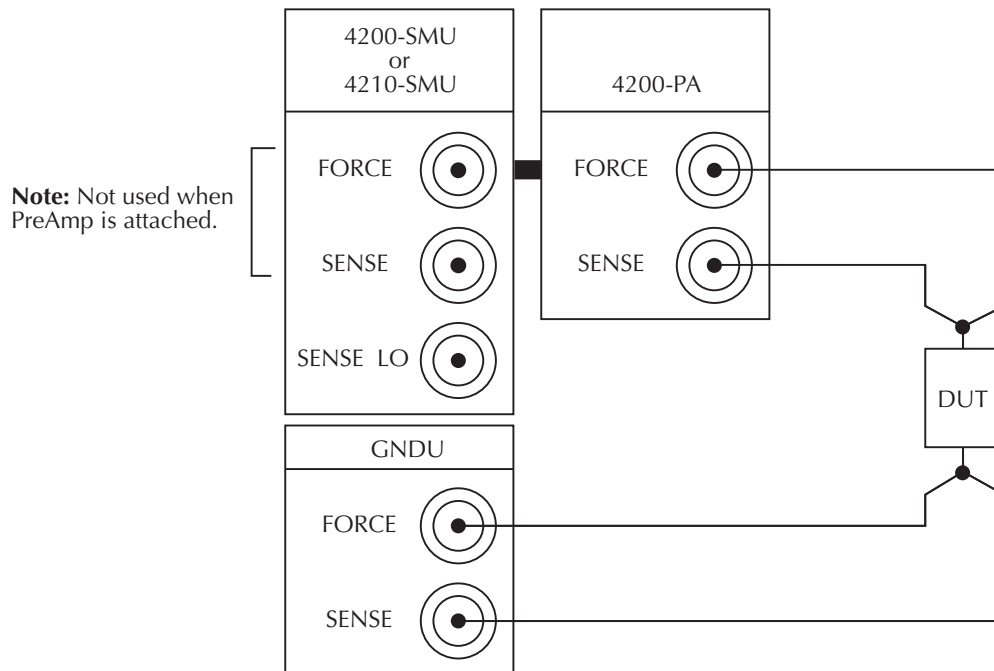 4200-SMU
or
4210-SMU
4200-PA
FORCE
FORCE
Note: Not used when
PreAmp is attached.
SENSE
SENSE
SENSE LO
DUT
GNDU
FORCE
SENSE